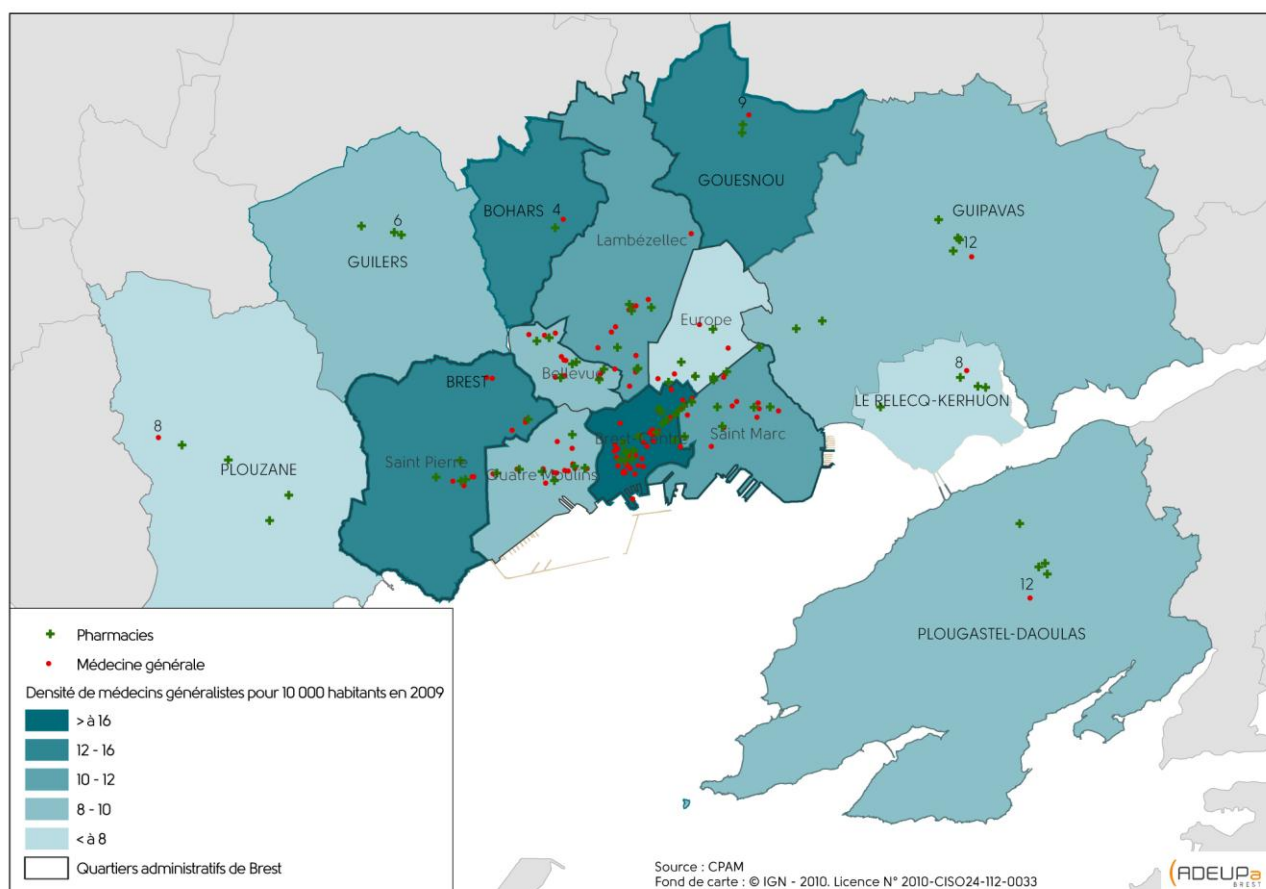 9
GOUESNOU
BOHARS 4
GUIPAVAS
Lambézellec
6
12
GUILERS
Europe
8
BREST
Bellevue
LE RELECQ-KERHUON
8
Brest-Centre
Saint Marc
PLOUZANE
Saint Pierre
Quatre Moulins
12
PLOUGASTEL-DAOULAS
Pharmacies
Médecine générale
Densité de médecins généralistes pour 10 000 habitants en 2009
> à 16
12 - 16
10 - 12
8 - 10
< à 8
Quartiers administratifs de Brest
Source : CPAM
Fond de carte : © IGN - 2010. Licence N° 2010-CISO24-112-0033
ADEUPa
BREST